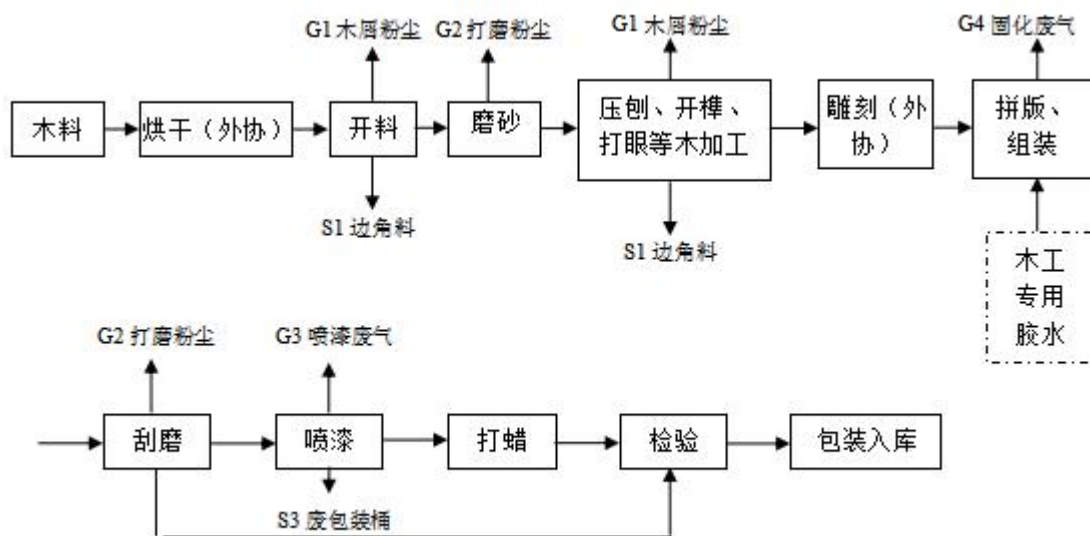 G1 木屑粉尘
G2 打磨粉尘
G1 木屑粉尘
G4 固化废气
木料
烘干（外协）
开料
磨砂
压刨、开榫、
打眼等木加工
雕刻（外
协）
拼版、
组装
S1 边角料
S1 边角料
木工
专用
胶水
G2 打磨粉尘
G3 喷漆废气
刮磨
喷漆
打蜡
检验
包装入库
S3 废包装桶